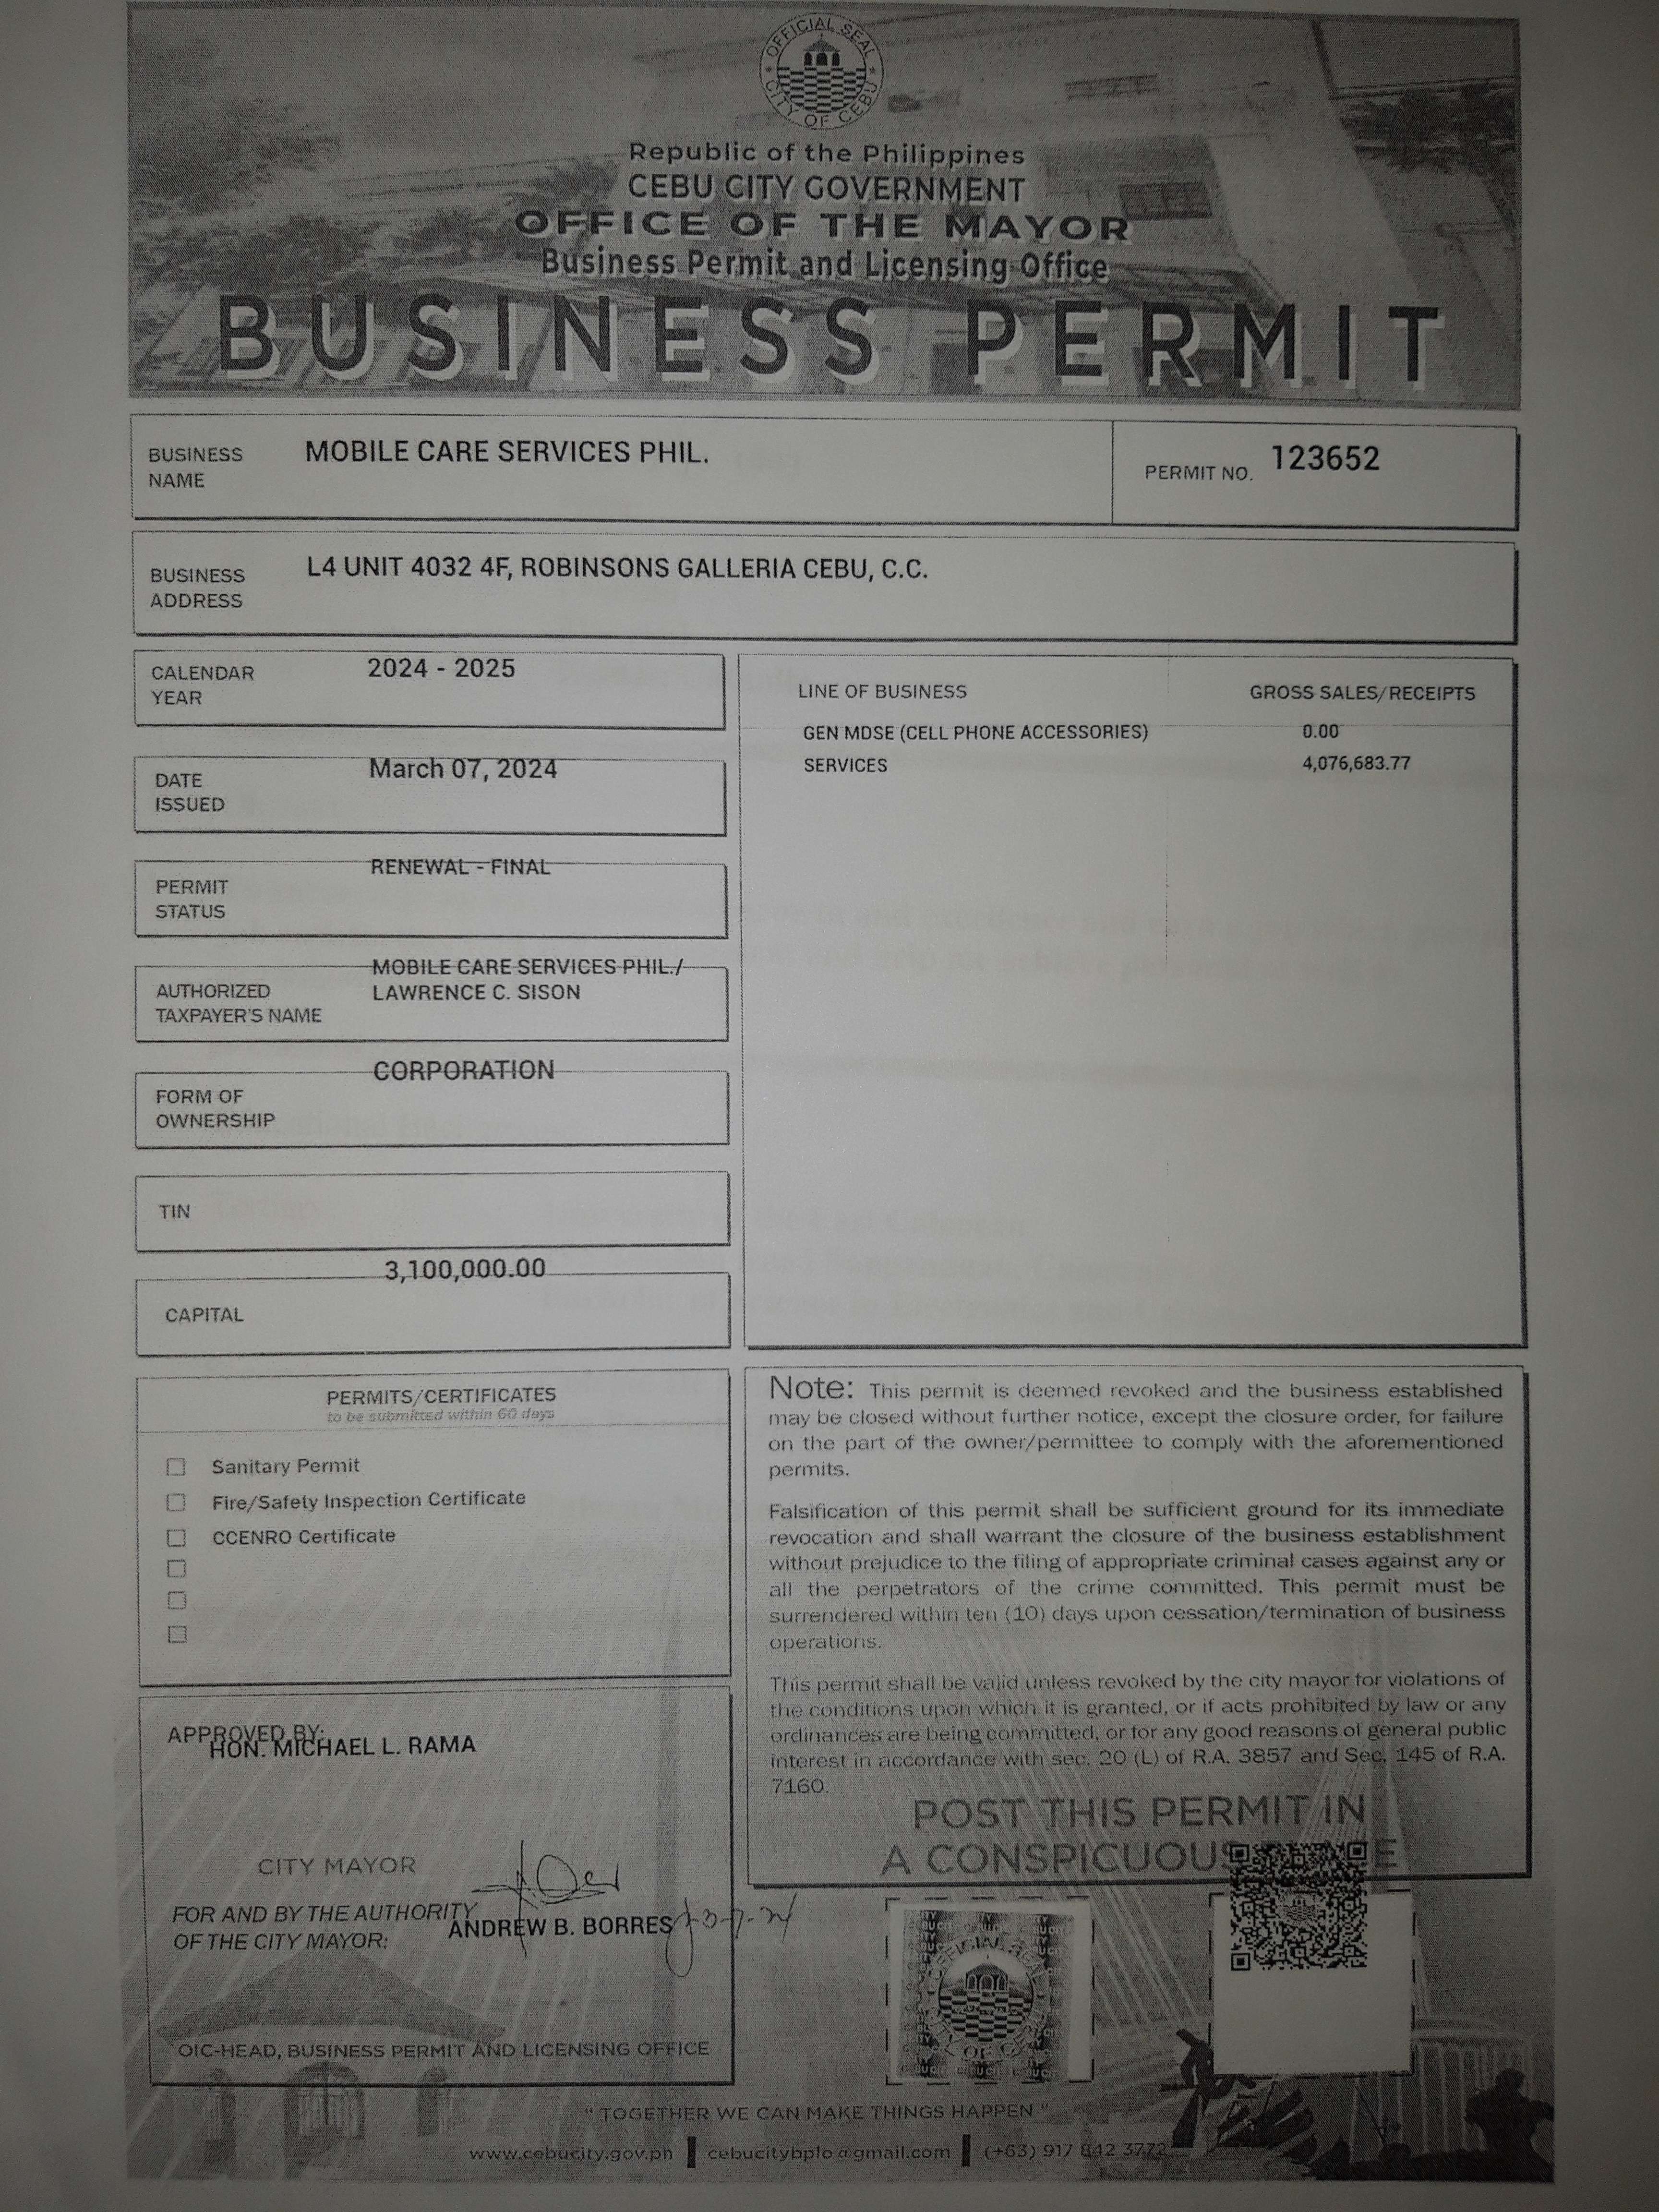 OFFICIAL SEAL
CITY OF CEBU
Republic of the Philippines
CEBU CITY GOVERNMENT
OFFICE OF THE MAYOR
Business Permit and Licensing Office
BUSINESS PERMIT
BUSINESS NAME
MOBILE CARE SERVICES PHIL.
PERMIT NO. 123652
BUSINESS ADDRESS
L4 UNIT 4032 4F, ROBINSONS GALLERIA CEBU, C.C.
CALENDAR YEAR
2024 - 2025
DATE ISSUED
March 07, 2024
PERMIT STATUS
RENEWAL - FINAL
AUTHORIZED TAXPAYER'S NAME
MOBILE CARE SERVICES PHIL./
LAWRENCE C. SISON
FORM OF OWNERSHIP
CORPORATION
TIN
CAPITAL
3,100,000.00
LINE OF BUSINESS GROSS SALES/RECEIPTS
GEN MDSE (CELL PHONE ACCESSORIES) 0.00
SERVICES 4,076,683.77
PERMITS/CERTIFICATES
to be submitted within 60 days
Sanitary Permit
Fire/Safety Inspection Certificate
CCENRO Certificate
Note: This permit is deemed revoked and the business established
may be closed without further notice, except the closure order, for failure
on the part of the owner/permittee to comply with the aforementioned
permits.
Falsification of this permit shall be sufficient ground for its immediate
revocation and shall warrant the closure of the business establishment
without prejudice to the filing of appropriate criminal cases against any or
all the perpetrators of the crime committed. This permit must be
surrendered within ten (10) days upon cessation/termination of business
operations.
This permit shall be valid unless revoked by the city mayor for violations of
the conditions upon which it is granted, or if acts prohibited by law or any
ordinances are being committed, or for any good reasons of general public
interest in accordance with sec. 20 (L) of R.A. 3857 and Sec. 145 of R.A.
7160.
POST THIS PERMIT IN
A CONSPICUOUS
APPROVED BY:
HON. MICHAEL L. RAMA
CITY MAYOR
FOR AND BY THE AUTHORITY
OF THE CITY MAYOR:
ANDREW B. BORRES
OIC-HEAD, BUSINESS PERMIT AND LICENSING OFFICE
" TOGETHER WE CAN MAKE THINGS HAPPEN "
www.cebucity.gov.ph | cebucitybplo@gmail.com | (+63) 917 842 3772